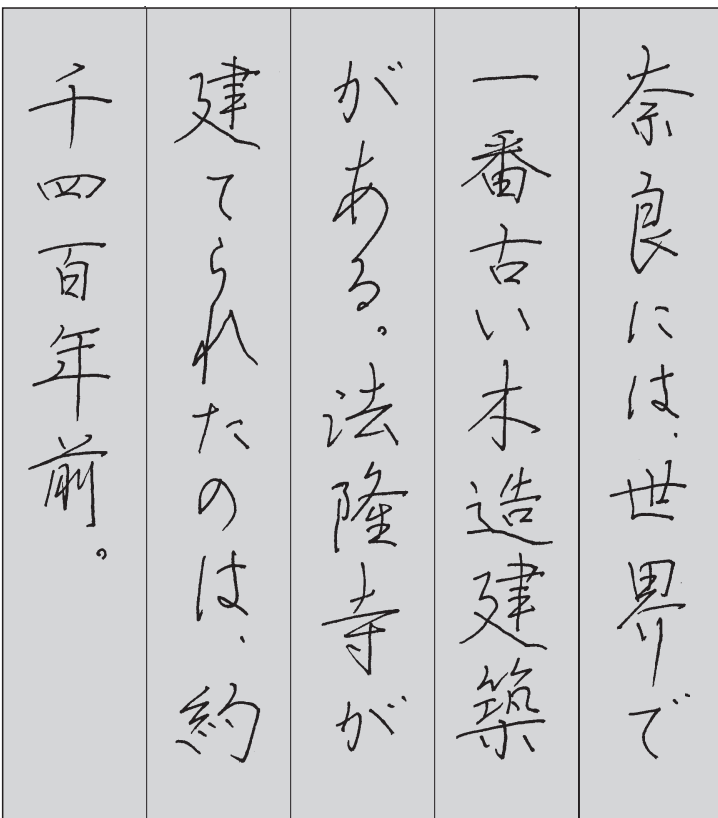 奈良には、世界で
一番古い木造建築
がある。法隆寺が
建てられたのは、約
千四百年前。